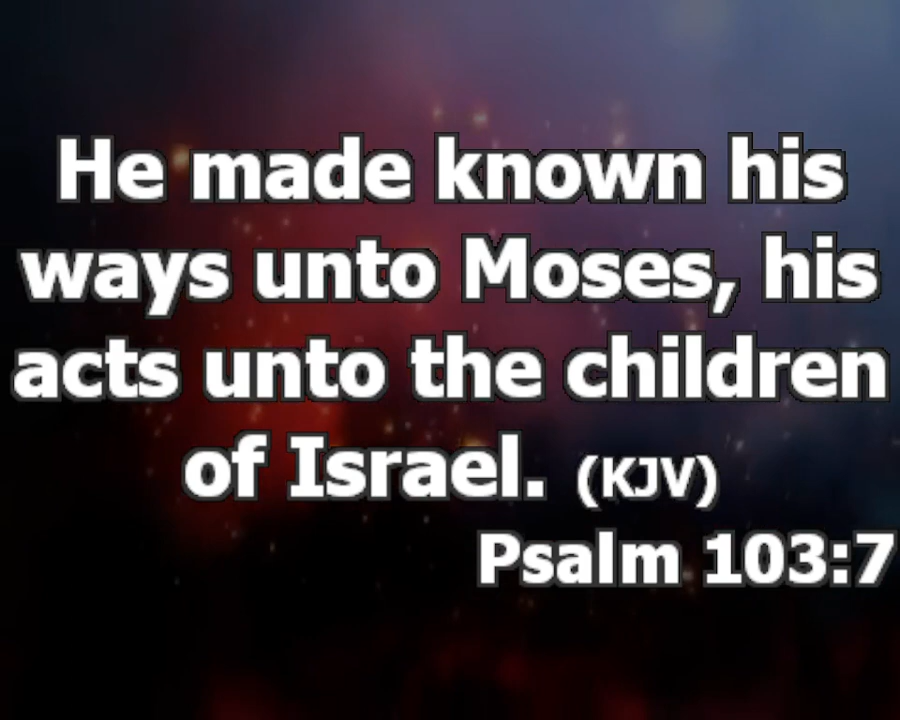 He made known his
ways unto Moses, his
acts unto the children
of Israel. (KJV)
Psalm 103:7